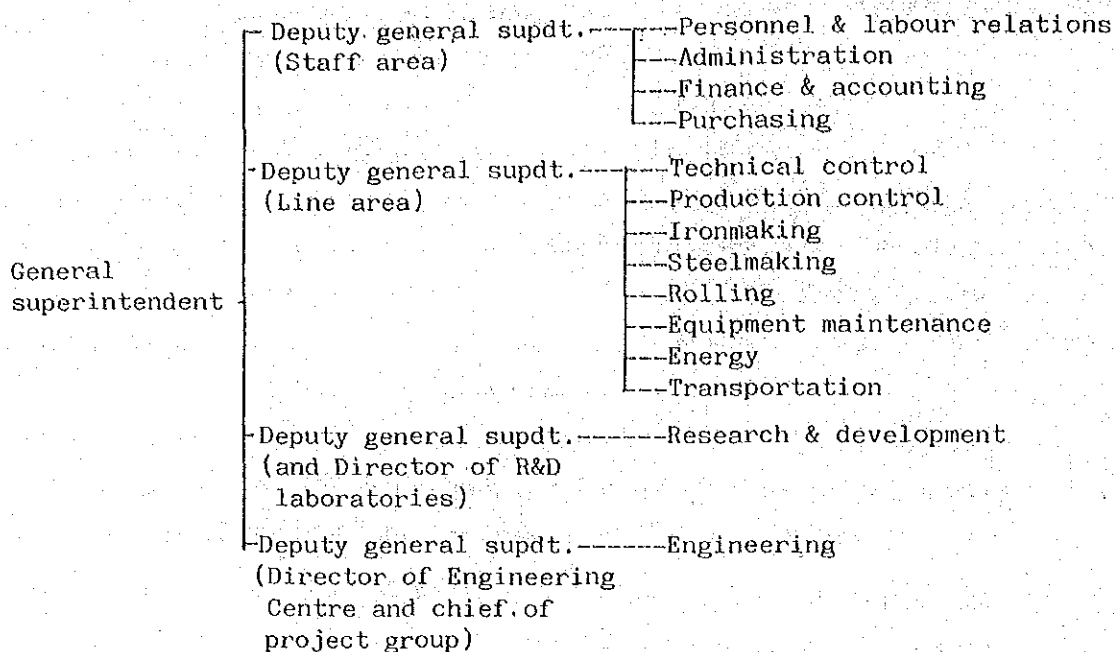 Deputy general supdt.-------Personnel & labour relations
(Staff area) ---Administration
---Finance & accounting
---Purchasing
Deputy general supdt.-------Technical control
(Line area) ---Production control
---Ironmaking
---Steelmaking
General
superintendent
---Rolling
---Equipment maintenance
---Energy
---Transportation
Deputy general supdt.------Research & development
(and Director of R&D
laboratories)
Deputy general supdt.------Engineering
(Director of Engineering
Centre and chief of
project group)